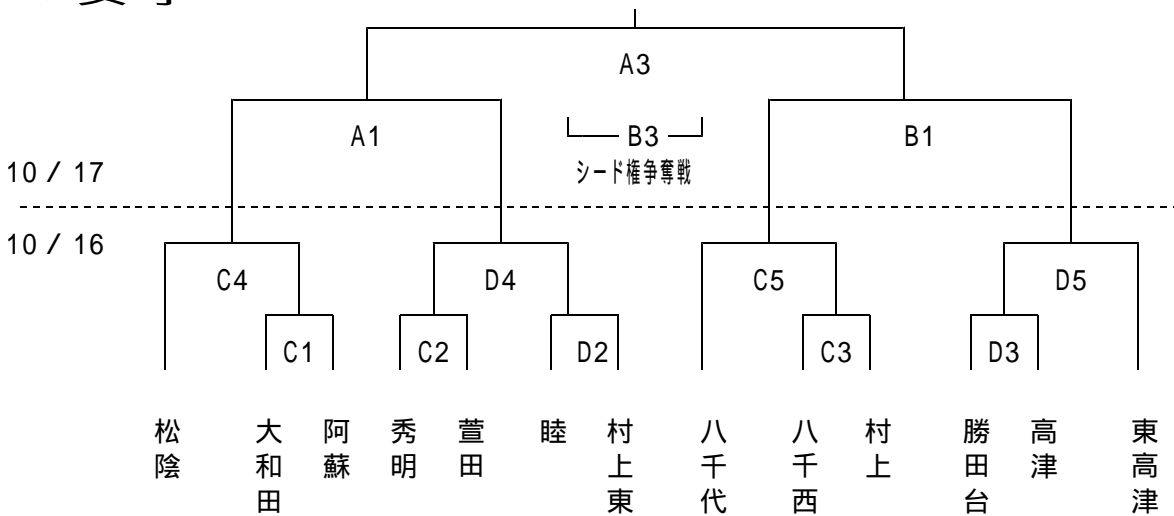 A3
A1
B3
B1
シード権争奪戦
10 / 17
10 / 16
C4
D4
C5
D5
C1
C2
D2
C3
D3
松陰
大和田
阿蘇
秀明
萱田
睦
村上東
八千代
八千西
村上
勝田台
高津
東高津